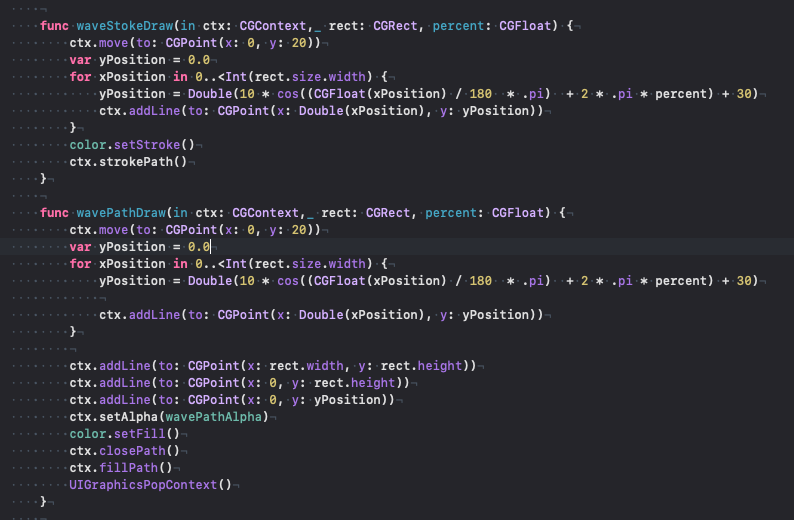 func waveStokeDraw(in ctx: CGContext,_ rect: CGRect, percent: CGFloat) {
ctx.move(to: CGPoint(x: 0, y: 20))
var yPosition = 0.0
for xPosition in 0..<Int(rect.size.width) {
yPosition = Double(10 * cos((CGFloat(xPosition) / 180  * .pi)  + 2 * .pi * percent) + 30)
ctx.addLine(to: CGPoint(x: Double(xPosition), y: yPosition))
}
color.setStroke()
ctx.strokePath()
}
func wavePathDraw(in ctx: CGContext,_ rect: CGRect, percent: CGFloat) {
ctx.move(to: CGPoint(x: 0, y: 20))
var yPosition = 0.0
for xPosition in 0..<Int(rect.size.width) {
yPosition = Double(10 * cos((CGFloat(xPosition) / 180  * .pi)  + 2 * .pi * percent) + 30)
ctx.addLine(to: CGPoint(x: Double(xPosition), y: yPosition))
}
ctx.addLine(to: CGPoint(x: rect.width, y: rect.height))
ctx.addLine(to: CGPoint(x: 0, y: rect.height))
ctx.addLine(to: CGPoint(x: 0, y: yPosition))
ctx.setAlpha(wavePathAlpha)
color.setFill()
ctx.closePath()
ctx.fillPath()
UIGraphicsPopContext()
}